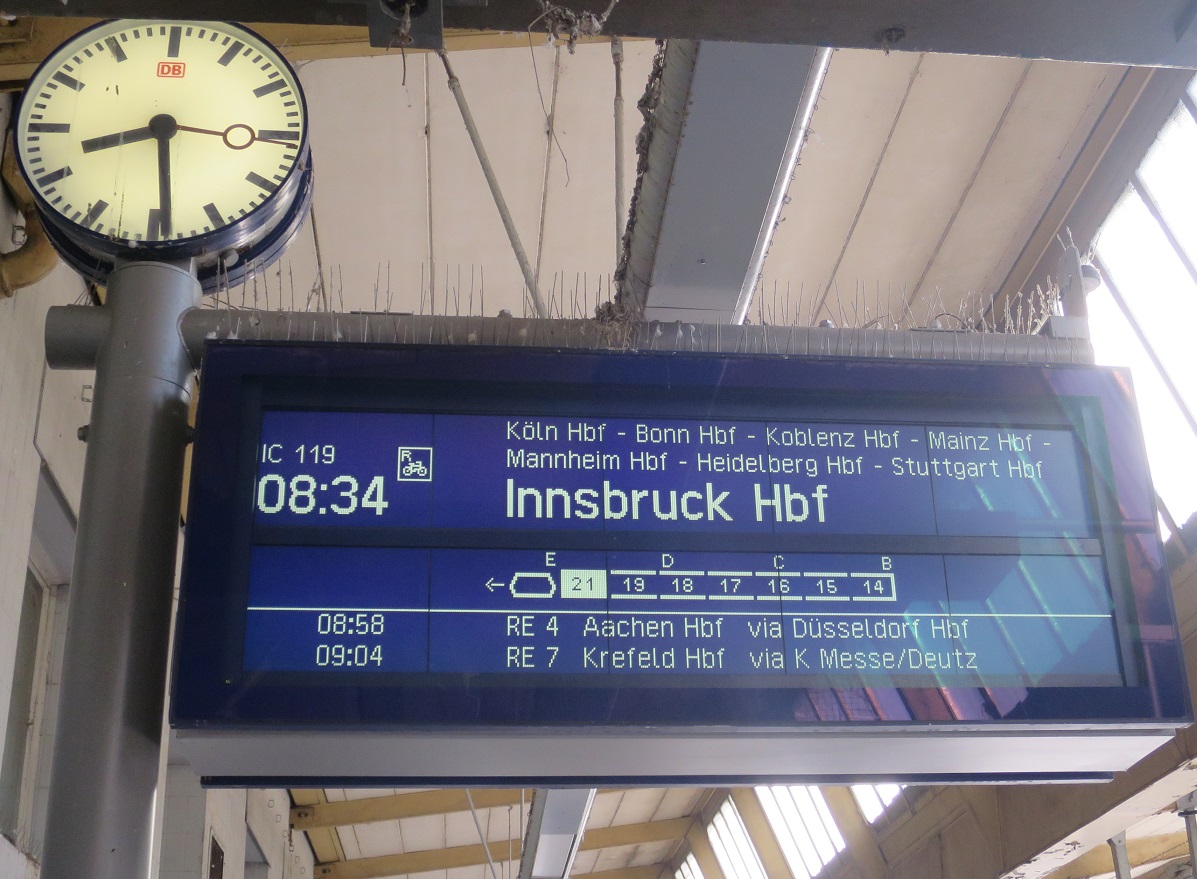 DB
IC 119
08:34
R
Köln Hbf - Bonn Hbf - Koblenz Hbf - Mainz Hbf -
Mannheim Hbf - Heidelberg Hbf - Stuttgart Hbf
Innsbruck Hbf
E D C B
21 19 18 17 16 15 14
08:58 RE 4 Aachen Hbf via Düsseldorf Hbf
09:04 RE 7 Krefeld Hbf via K Messe/Deutz